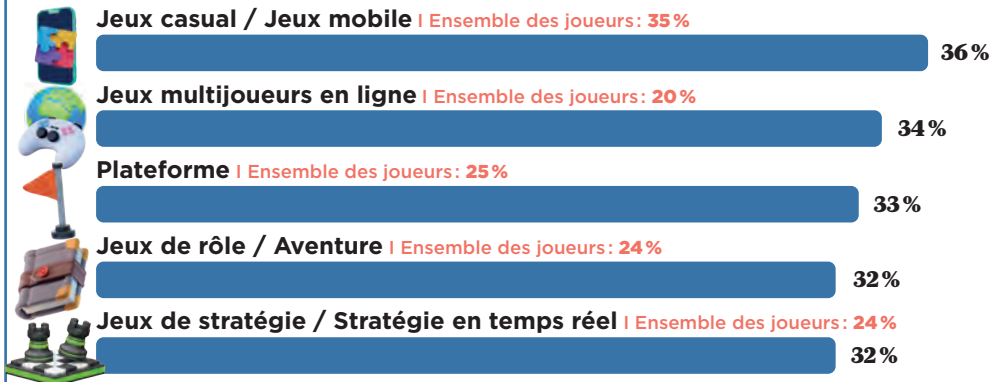 Jeux casual / Jeux mobile I Ensemble des joueurs : 35 %
36 %
Jeux multijoueurs en ligne I Ensemble des joueurs : 20 %
34 %
Plateforme I Ensemble des joueurs : 25 %
33 %
Jeux de rôle / Aventure I Ensemble des joueurs : 24 %
32 %
Jeux de stratégie / Stratégie en temps réel I Ensemble des joueurs : 24 %
32 %